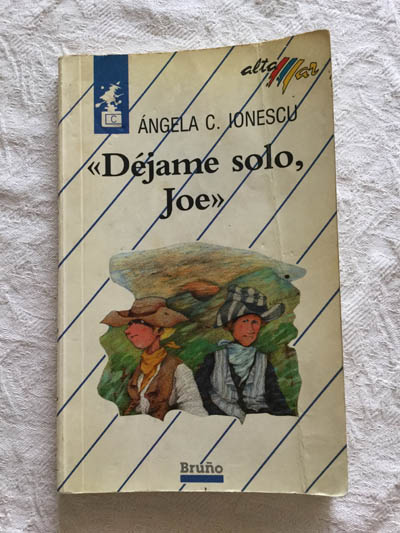 alta
mar
C
ÁNGELA C. IONESCU
«Déjame solo,
Joe»
Bruño